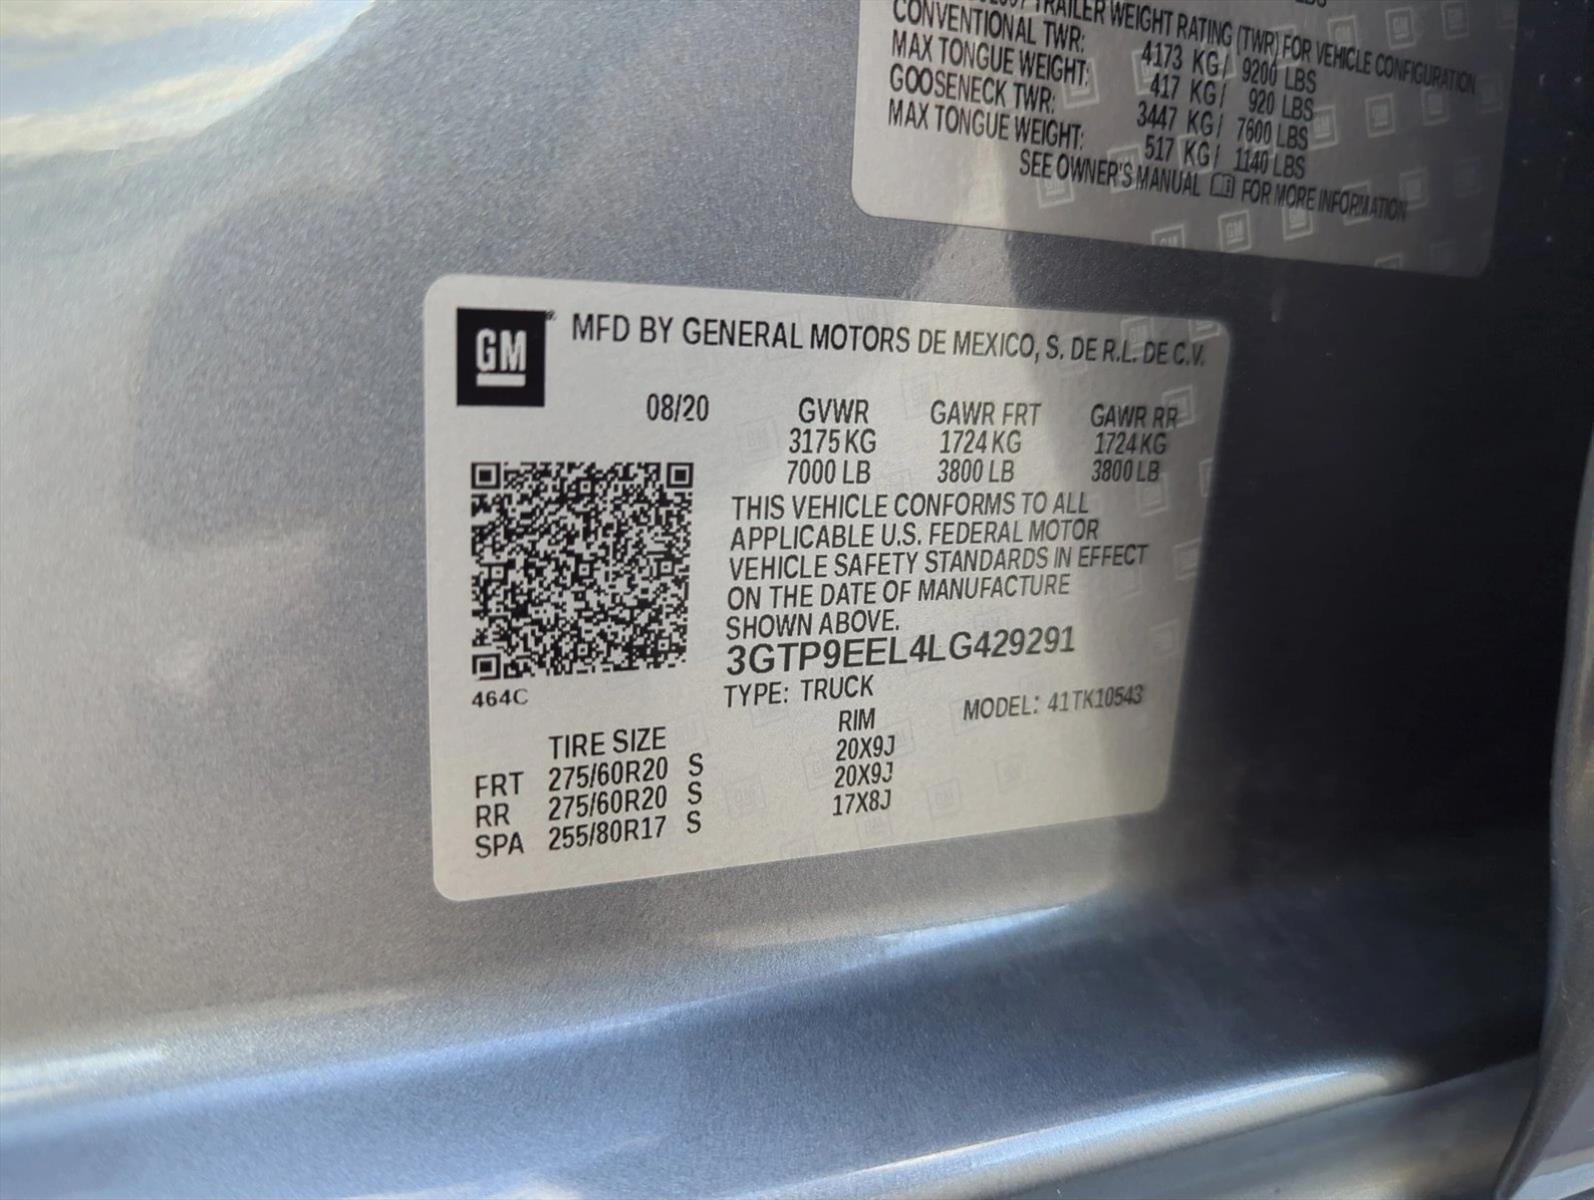 TRAILER WEIGHT RATING (TWR) FOR VEHICLE CONFIGURATION
CONVENTIONAL TWR: 4173 KG/ 9200 LBS
MAX TONGUE WEIGHT: 417 KG/ 920 LBS
GOOSENECK TWR: 3447 KG/ 7600 LBS
MAX TONGUE WEIGHT: 517 KG/ 1140 LBS
SEE OWNER'S MANUAL FOR MORE INFORMATION
GM ® MFD BY GENERAL MOTORS DE MEXICO, S. DE R.L. DE C.V.
08/20 GVWR GAWR FRT GAWR RR
3175 KG 1724 KG 1724 KG
7000 LB 3800 LB 3800 LB
THIS VEHICLE CONFORMS TO ALL
APPLICABLE U.S. FEDERAL MOTOR
VEHICLE SAFETY STANDARDS IN EFFECT
ON THE DATE OF MANUFACTURE
SHOWN ABOVE.
3GTP9EEL4LG429291
464C
TYPE: TRUCK MODEL: 41TK10543
TIRE SIZE RIM
FRT 275/60R20 S 20X9J
RR 275/60R20 S 20X9J
SPA 255/80R17 S 17X8J